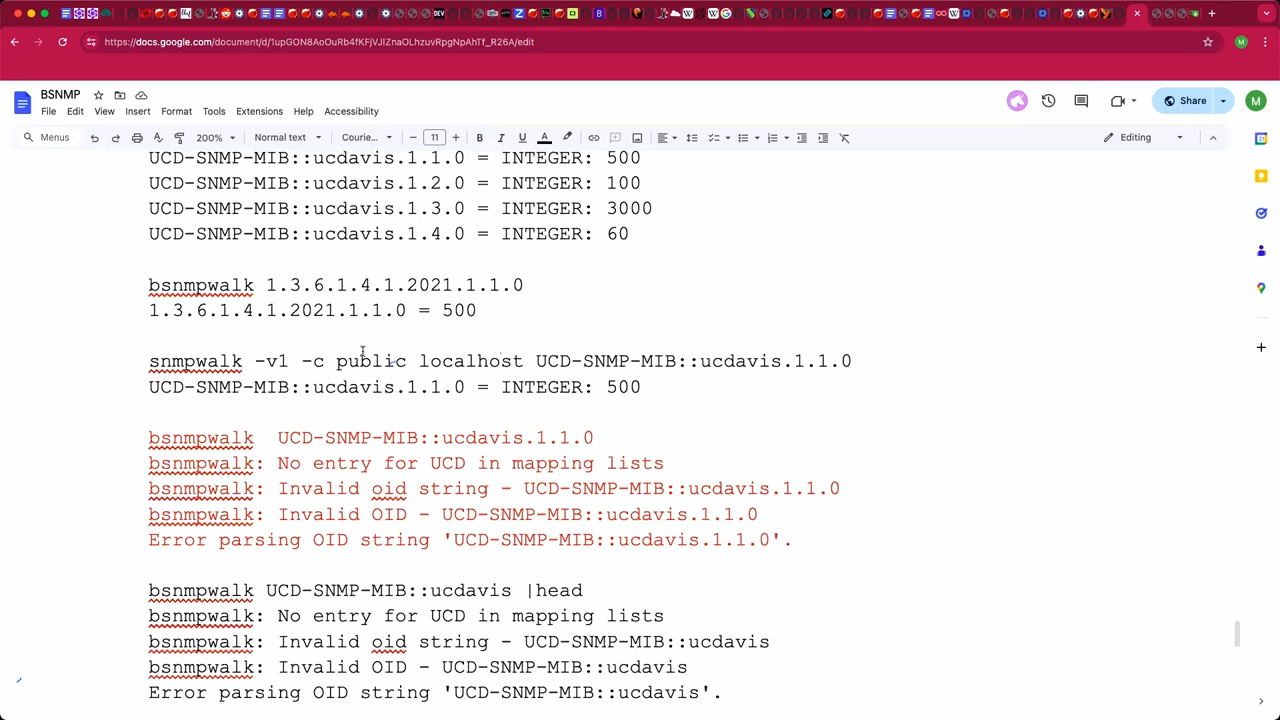 https://docs.google.com/document/d/1upGON8AoOuRb4fKFjVJIZnaOLhzuvRpgNpAhTf_R26A/edit
BSNMP
File Edit View Insert Format Tools Extensions Help Accessibility
Share
M
Menus 200% Normal text Courie... 11 Editing
UCD-SNMP-MIB::ucdavis.1.1.0 = INTEGER: 500
UCD-SNMP-MIB::ucdavis.1.2.0 = INTEGER: 100
UCD-SNMP-MIB::ucdavis.1.3.0 = INTEGER: 3000
UCD-SNMP-MIB::ucdavis.1.4.0 = INTEGER: 60
bsnmpwalk 1.3.6.1.4.1.2021.1.1.0
1.3.6.1.4.1.2021.1.1.0 = 500
snmpwalk -v1 -c public localhost UCD-SNMP-MIB::ucdavis.1.1.0
UCD-SNMP-MIB::ucdavis.1.1.0 = INTEGER: 500
bsnmpwalk  UCD-SNMP-MIB::ucdavis.1.1.0
bsnmpwalk: No entry for UCD in mapping lists
bsnmpwalk: Invalid oid string - UCD-SNMP-MIB::ucdavis.1.1.0
bsnmpwalk: Invalid OID - UCD-SNMP-MIB::ucdavis.1.1.0
Error parsing OID string 'UCD-SNMP-MIB::ucdavis.1.1.0'.
bsnmpwalk UCD-SNMP-MIB::ucdavis |head
bsnmpwalk: No entry for UCD in mapping lists
bsnmpwalk: Invalid oid string - UCD-SNMP-MIB::ucdavis
bsnmpwalk: Invalid OID - UCD-SNMP-MIB::ucdavis
Error parsing OID string 'UCD-SNMP-MIB::ucdavis'.